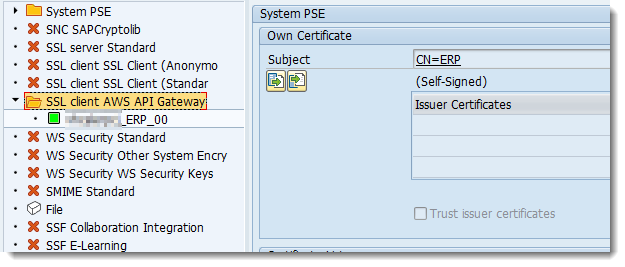 System PSE
SNC SAPCryptolib
SSL server Standard
SSL client SSL Client (Anonymo
SSL client SSL Client (Standar
SSL client AWS API Gateway
_ERP_00
WS Security Standard
WS Security Other System Encry
WS Security WS Security Keys
SMIME Standard
File
SSF Collaboration Integration
SSF E-Learning
System PSE
Own Certificate
Subject
CN=ERP
(Self-Signed)
Issuer Certificates
Trust issuer certificates